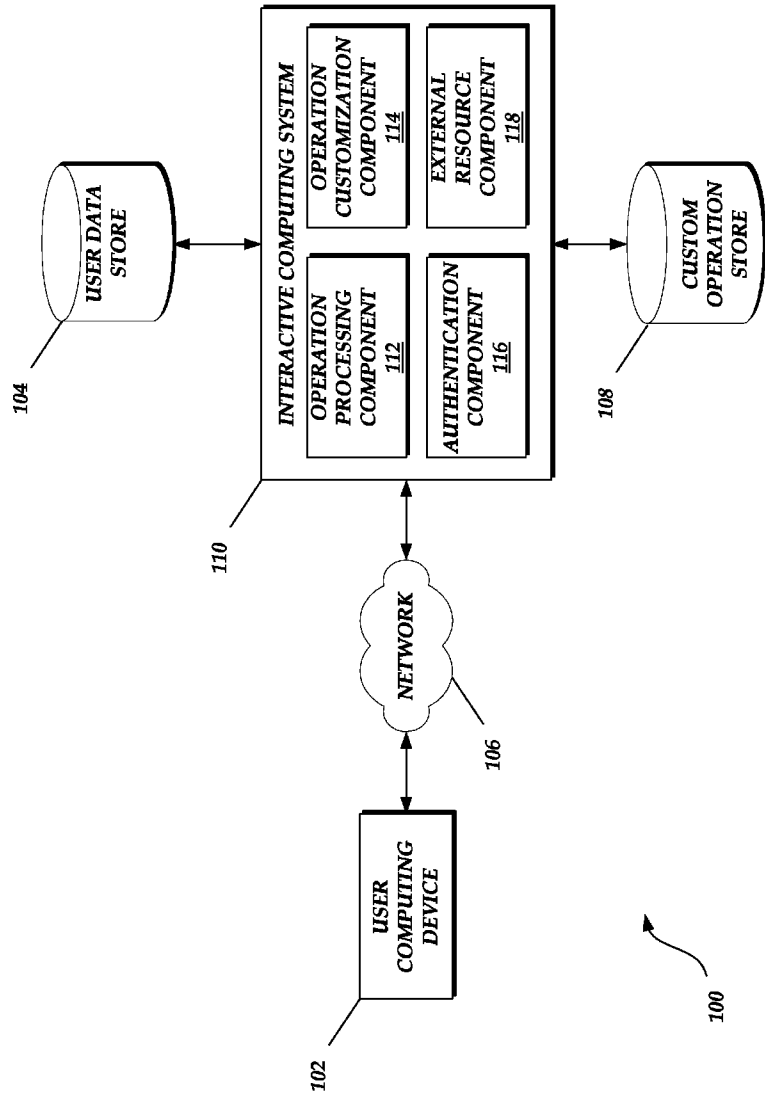 104
USER DATA
STORE
INTERACTIVE COMPUTING SYSTEM
OPERATION
PROCESSING
COMPONENT
112
OPERATION
CUSTOMIZATION
COMPONENT
114
AUTHENTICATION
COMPONENT
116
EXTERNAL
RESOURCE
COMPONENT
118
110
102
USER
COMPUTING
DEVICE
NETWORK
106
108
CUSTOM
OPERATION
STORE
100